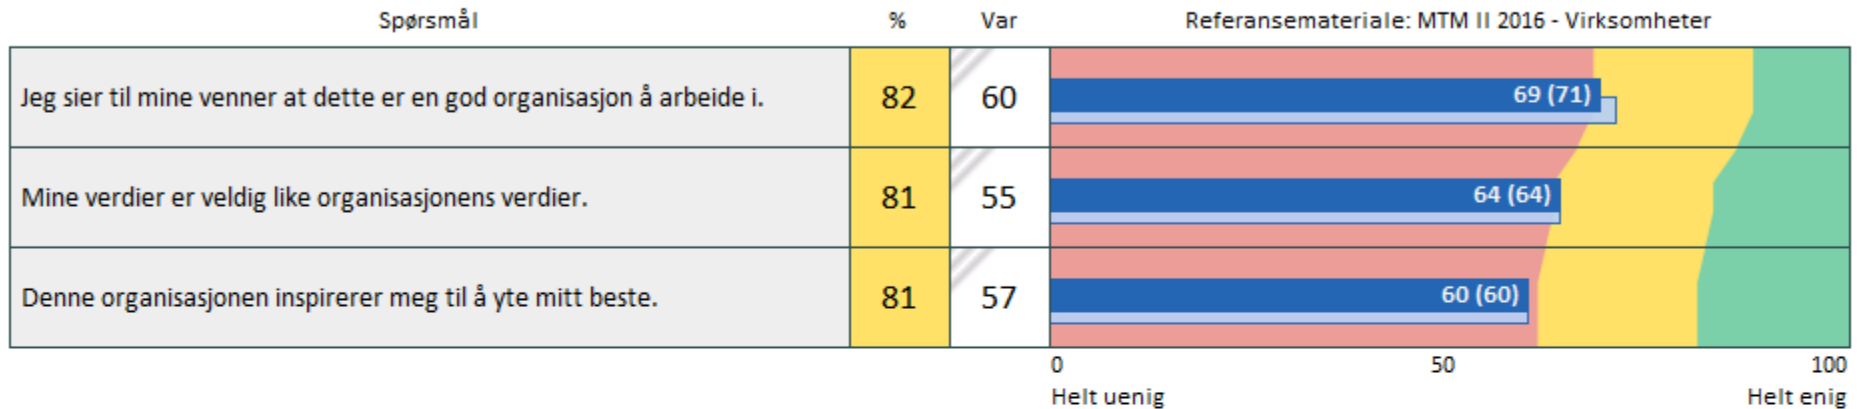 Spørsmål % Var Referansemateriale: MTM II 2016 - Virksomheter
Jeg sier til mine venner at dette er en god organisasjon å arbeide i. 82 60 69 (71)
Mine verdier er veldig like organisasjonens verdier. 81 55 64 (64)
Denne organisasjonen inspirerer meg til å yte mitt beste. 81 57 60 (60)
0 50 100
Helt uenig Helt enig